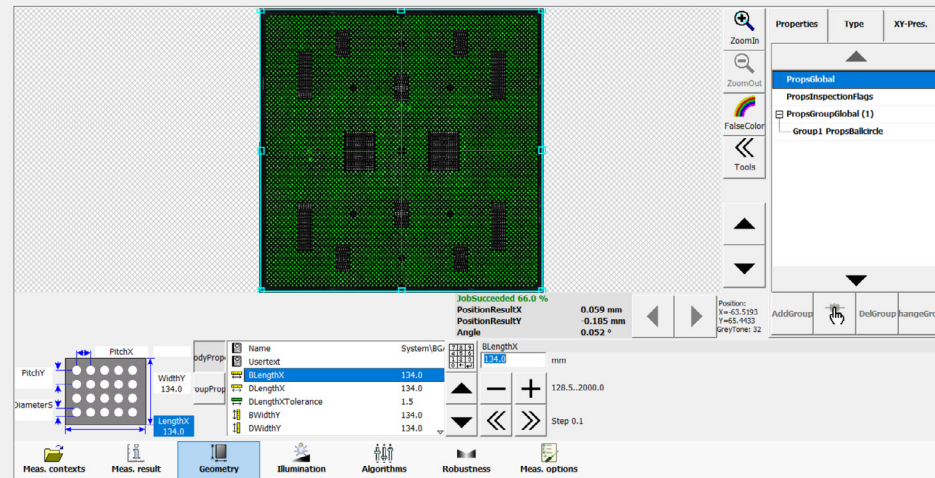 ZoomIn
ZoomOut
FalseColor
Tools
Properties Type XY-Pres.
PropsGlobal
PropsInspectionFlags
PropsGroupGlobal (1)
Group1 PropsBallcircle
JobSucceeded 66.0 %
PositionResultX 0.059 mm
PositionResultY -0.185 mm
Angle 0.052 °
Position:
X=-63.5193
Y=65.4433
GreyTone: 32
AddGroup DelGroup hangeGro
PitchX
PitchY
DiameterS
WidthY
134.0
LengthX
134.0
odyPrope
oupProp
Name System\BGA
Usertext
BLengthX 134.0
DLengthX 134.0
DLengthXTolerance 1.5
BWidthY 134.0
DWidthY 134.0
BLengthX
134.0 mm
128.5..2000.0
Step 0.1
Meas. contexts Meas. result Geometry Illumination Algorithms Robustness Meas. options